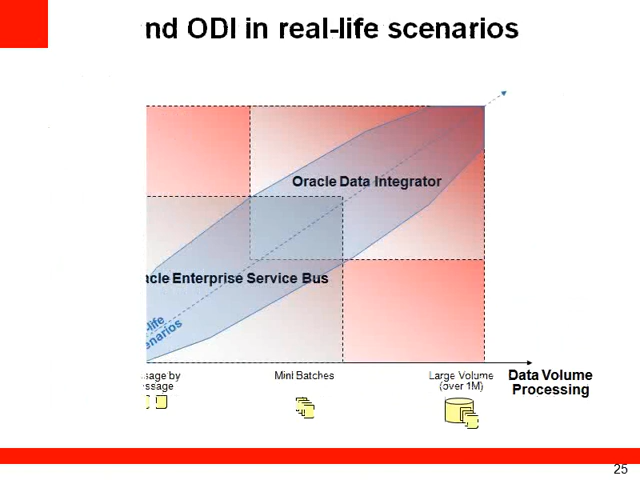 nd ODI in real-life scenarios
Oracle Data Integrator
acle Enterprise Service Bus
-life
enarios
sage by
ssage
Mini Batches
Large Volume
(over 1M)
Data Volume
Processing
25